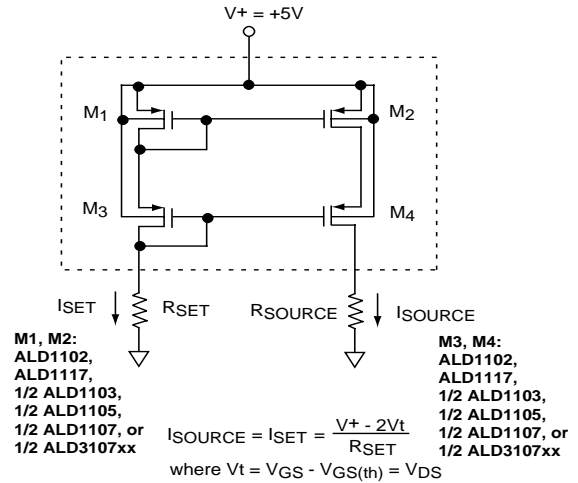 V+ = +5V
M1
M2
M3
M4
ISET
RSET
RSOURCE
ISOURCE
M1, M2:
ALD1102,
ALD1117,
1/2 ALD1103,
1/2 ALD1105,
1/2 ALD1107, or
1/2 ALD3107xx
M3, M4:
ALD1102,
ALD1117,
1/2 ALD1103,
1/2 ALD1105,
1/2 ALD1107, or
1/2 ALD3107xx
ISOURCE = ISET = V+ - 2Vt
RSET
where Vt = VGS - VGS(th) = VDS